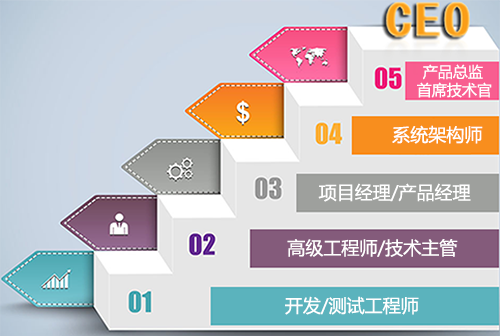 CEO
05
产品总监
首席技术官
$
04
系统架构师
03
项目经理/产品经理
02
高级工程师/技术主管
01
开发/测试工程师